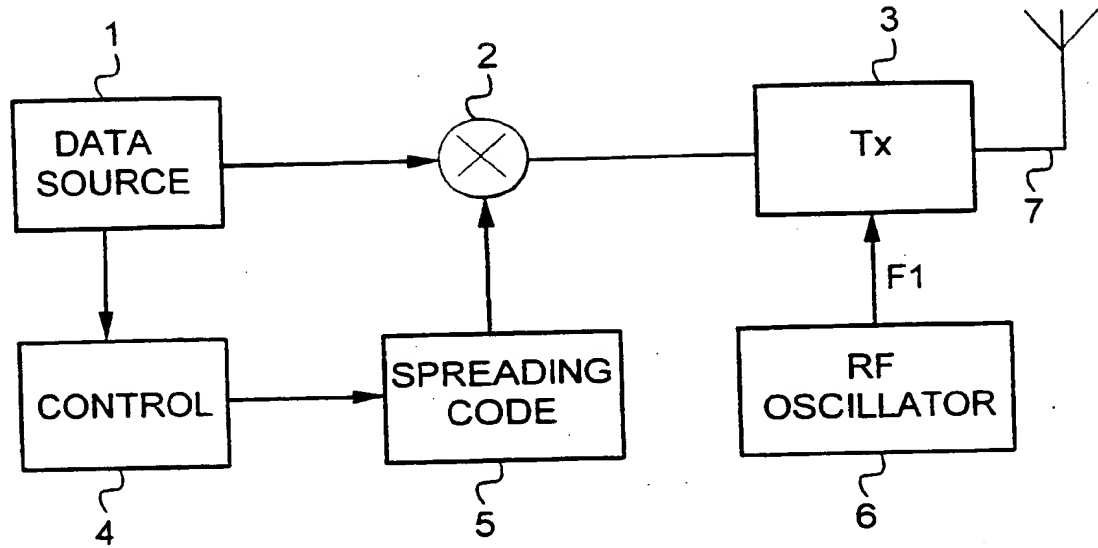 1
2
3
DATA
SOURCE
Tx
7
F1
CONTROL
SPREADING
CODE
RF
OSCILLATOR
4
5
6